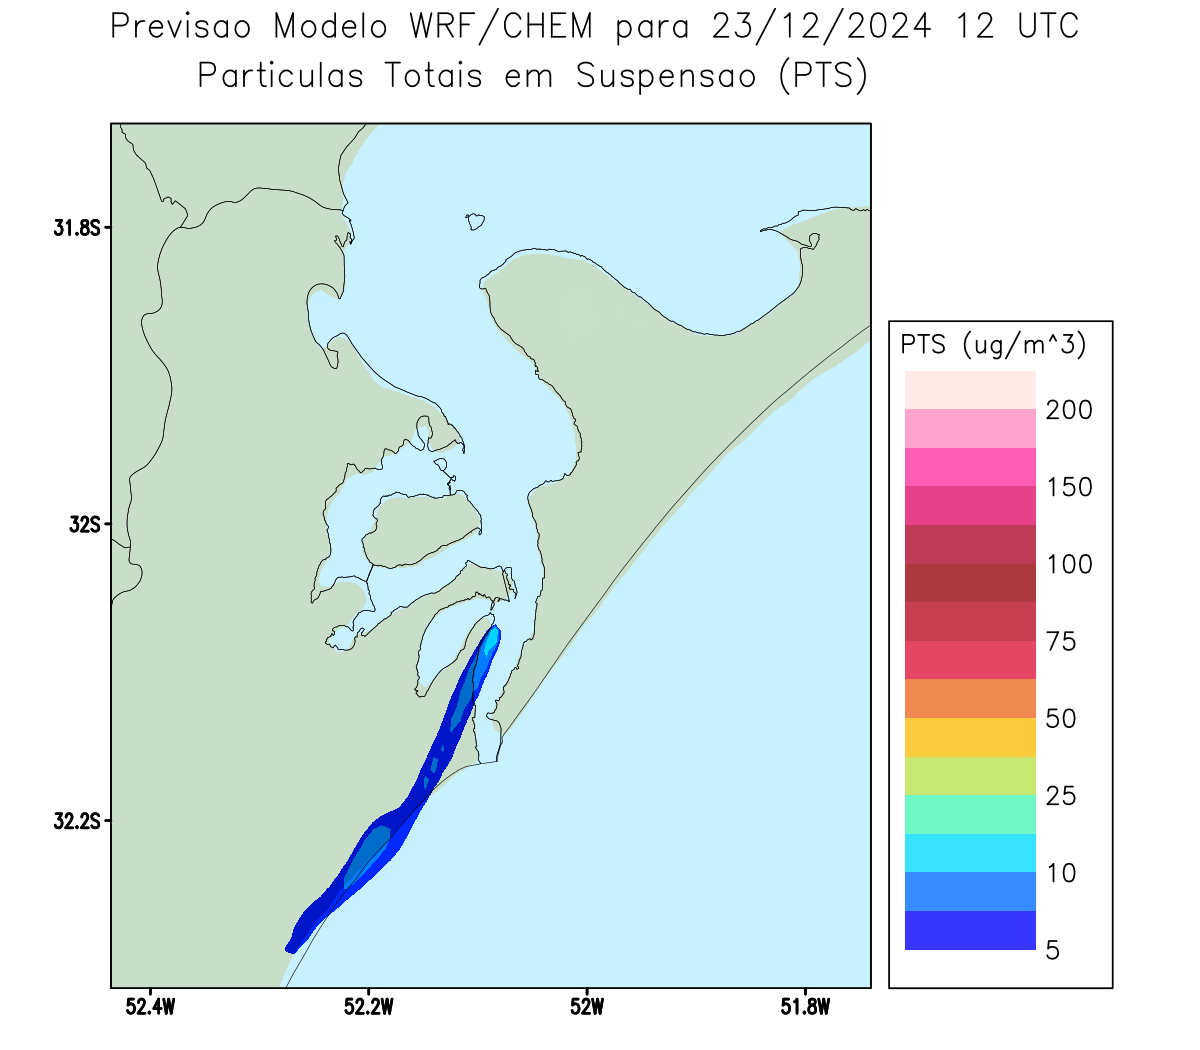 Previsao Modelo WRF/CHEM para 23/12/2024 12 UTC
Particulas Totais em Suspensao (PTS)
31.8S
32S
32.2S
52.4W
52.2W
52W
51.8W
PTS (ug/m^3)
200
150
100
75
50
25
10
5